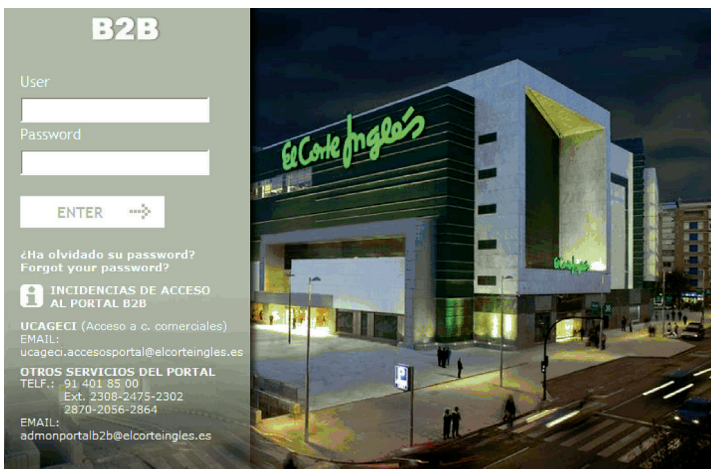 B2B
User
Password
ENTER
¿Ha olvidado su password?
Forgot your password?
i INCIDENCIAS DE ACCESO
AL PORTAL B2B
UCAGECI (Acceso a c. comerciales)
EMAIL:
ucageci.accesosportal@elcorteingles.es
OTROS SERVICIOS DEL PORTAL
TELF.: 91 401 85 00
Ext. 2308-2475-2302
2870-2056-2864
EMAIL:
admonportalb2b@elcorteingles.es
El Corte Inglés
El Corte Inglés
P